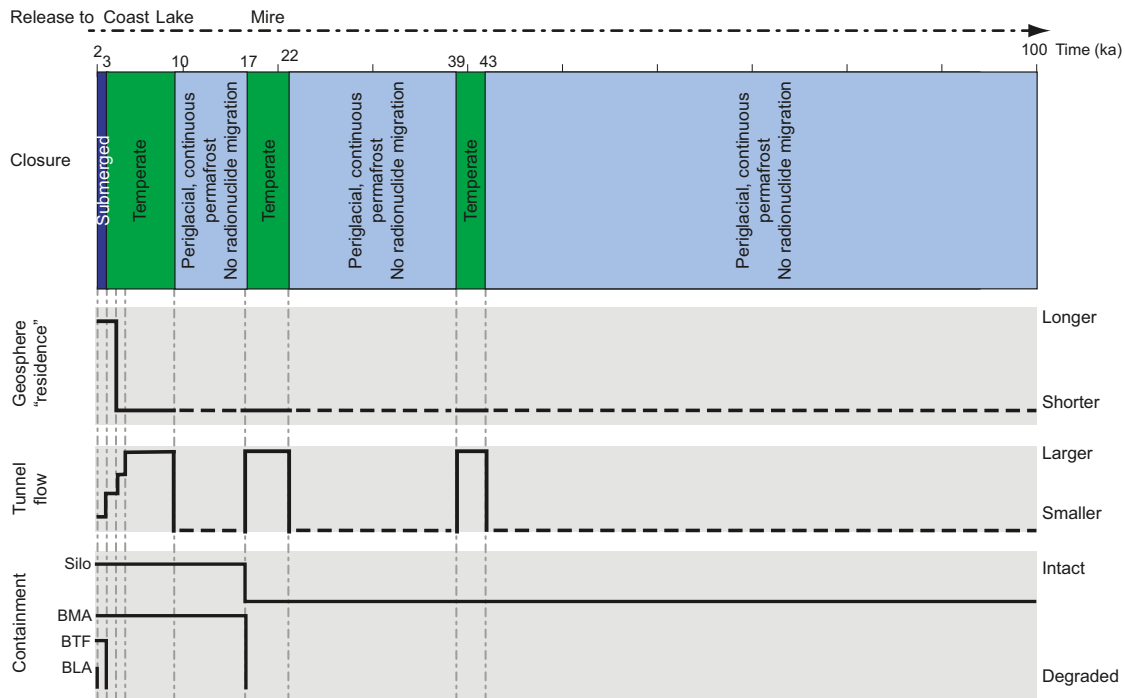 Release to Coast Lake Mire
2 3 10 17 22 39 43 100 Time (ka)
Closure
Submerged
Temperate
Periglacial, continuous
permafrost
No radionuclide migration
Temperate
Periglacial, continuous
permafrost
No radionuclide migration
Temperate
Periglacial, continuous
permafrost
No radionuclide migration
Geosphere
“residence”
Longer
Shorter
Tunnel
flow
Larger
Smaller
Containment
Silo
BMA
BTF
BLA
Intact
Degraded